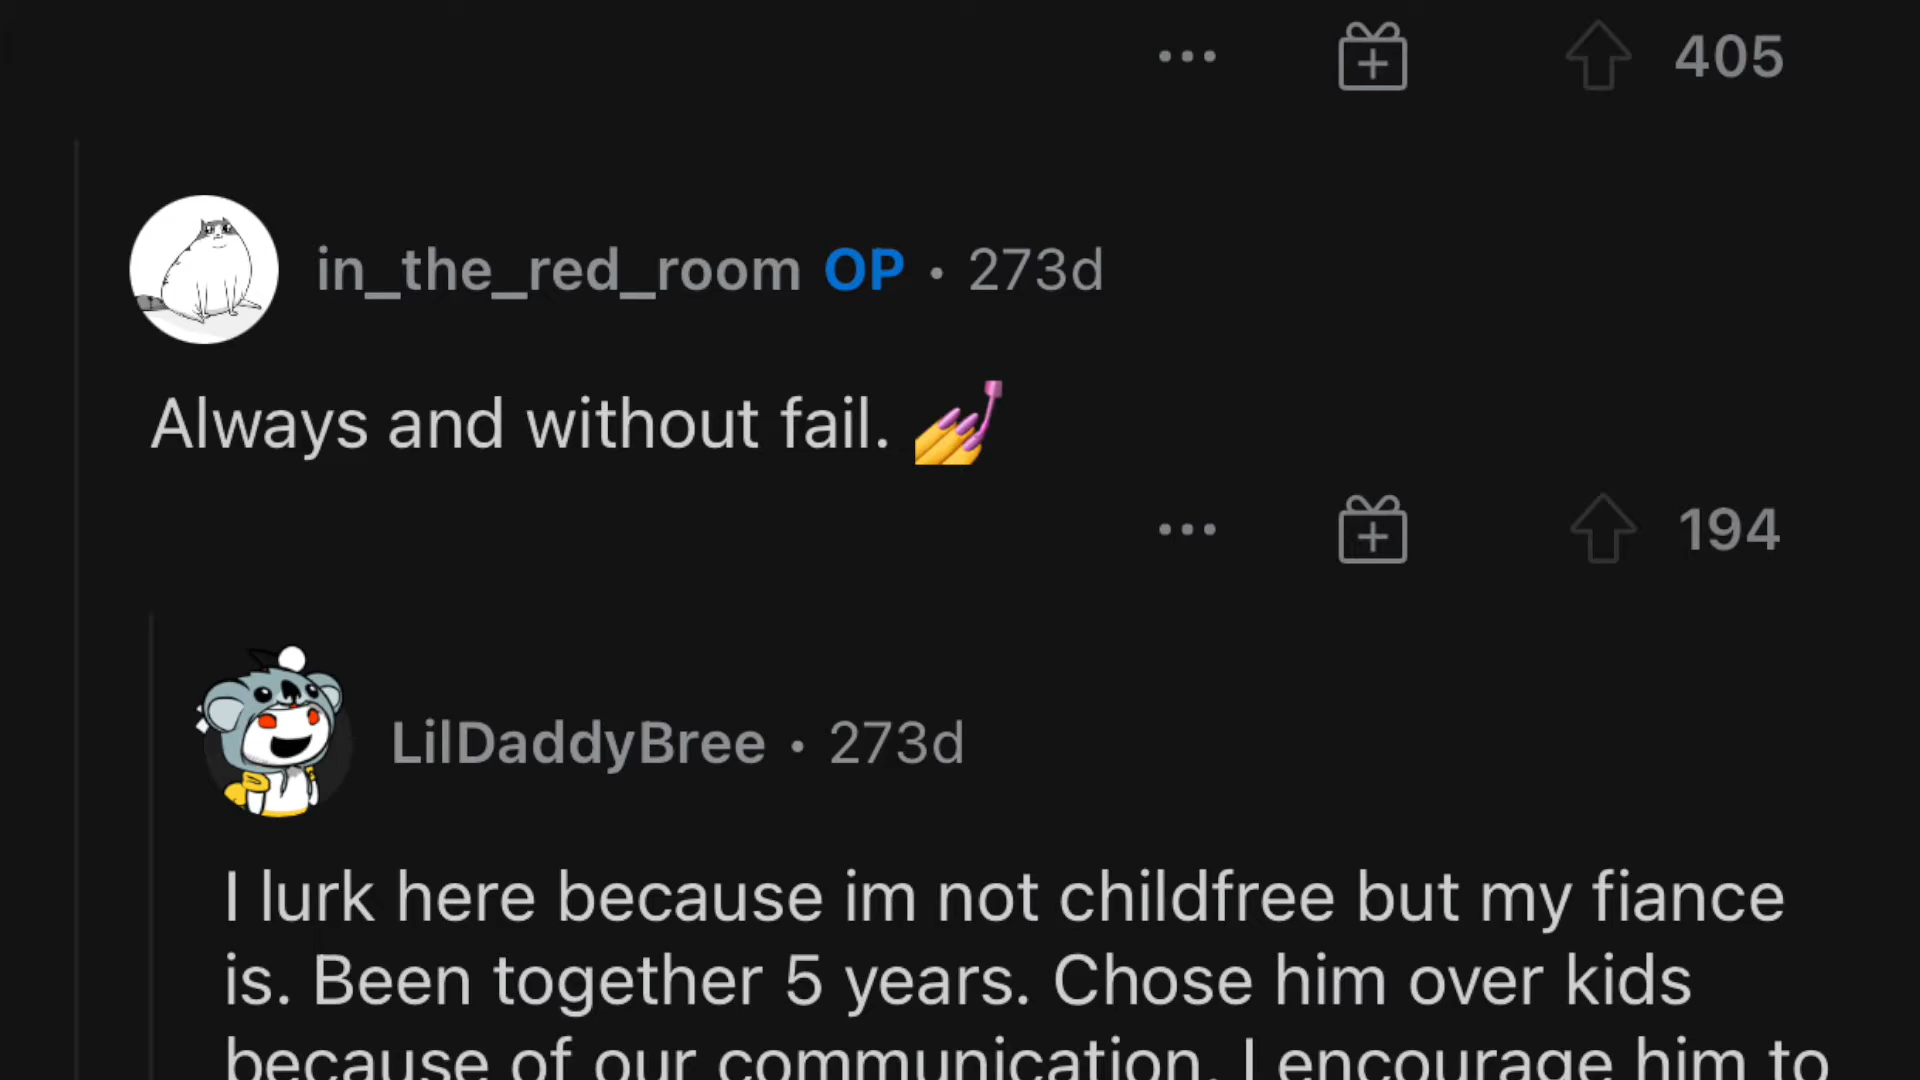 405
in_the_red_room OP • 273d
Always and without fail. 💅
194
LilDaddyBree • 273d
I lurk here because im not childfree but my fiance
is. Been together 5 years. Chose him over kids
because of our communication. I encourage him to